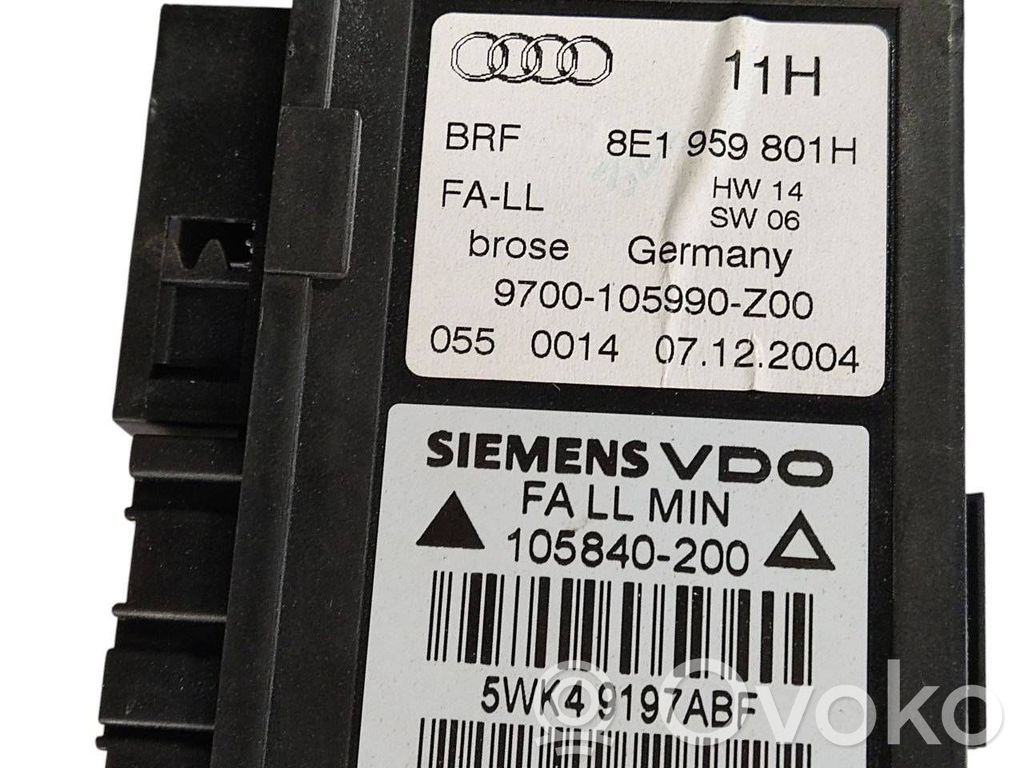 11H
BRF 8E1 959 801H
FA-LL HW 14
SW 06
brose Germany
9700-105990-Z00
055 0014 07.12.2004
SIEMENS VDO
FA LL MIN
105840-200
5WK4 9197ABF
Ovoko